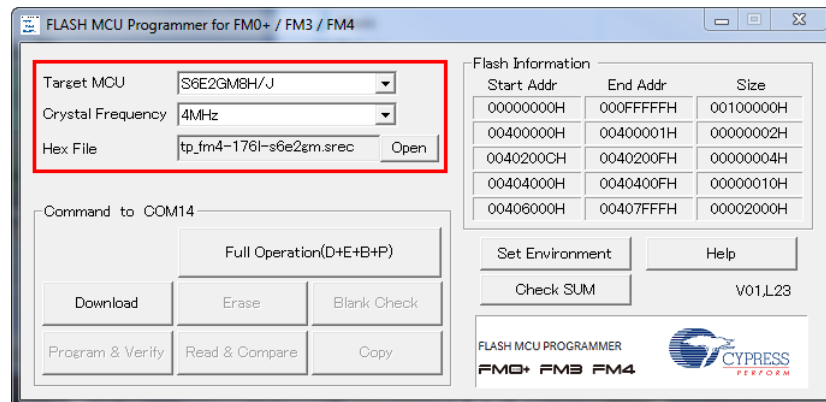 FLASH MCU Programmer for FM0+ / FM3 / FM4
Target MCU S6E2GM8H/J
Crystal Frequency 4MHz
Hex File tp_fm4-176l-s6e2gm.srec Open
Command to COM14
Full Operation(D+E+B+P)
Download Erase Blank Check
Program & Verify Read & Compare Copy
Flash Information
Start Addr End Addr Size
00000000H 000FFFFFH 00100000H
00400000H 00400001H 00000002H
0040200CH 0040200FH 00000004H
00404000H 0040400FH 00000010H
00406000H 00407FFFH 00002000H
Set Environment Help
Check SUM V01,L23
FLASH MCU PROGRAMMER
FM0+ FM3 FM4
CYPRESS
PERFORM